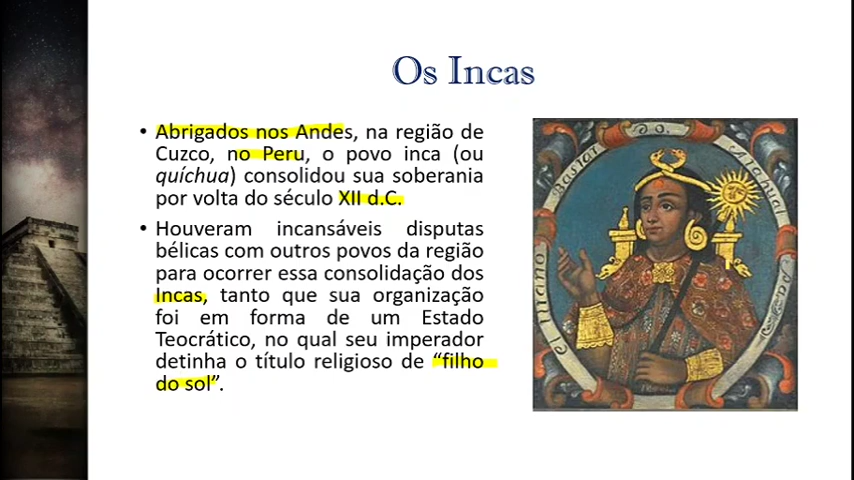 Os Incas
• Abrigados nos Andes, na região de
Cuzco, no Peru, o povo inca (ou
quíchua) consolidou sua soberania
por volta do século XII d.C.
• Houveram incansáveis disputas
bélicas com outros povos da região
para ocorrer essa consolidação dos
Incas, tanto que sua organização
foi em forma de um Estado
Teocrático, no qual seu imperador
detinha o título religioso de “filho
do sol”.